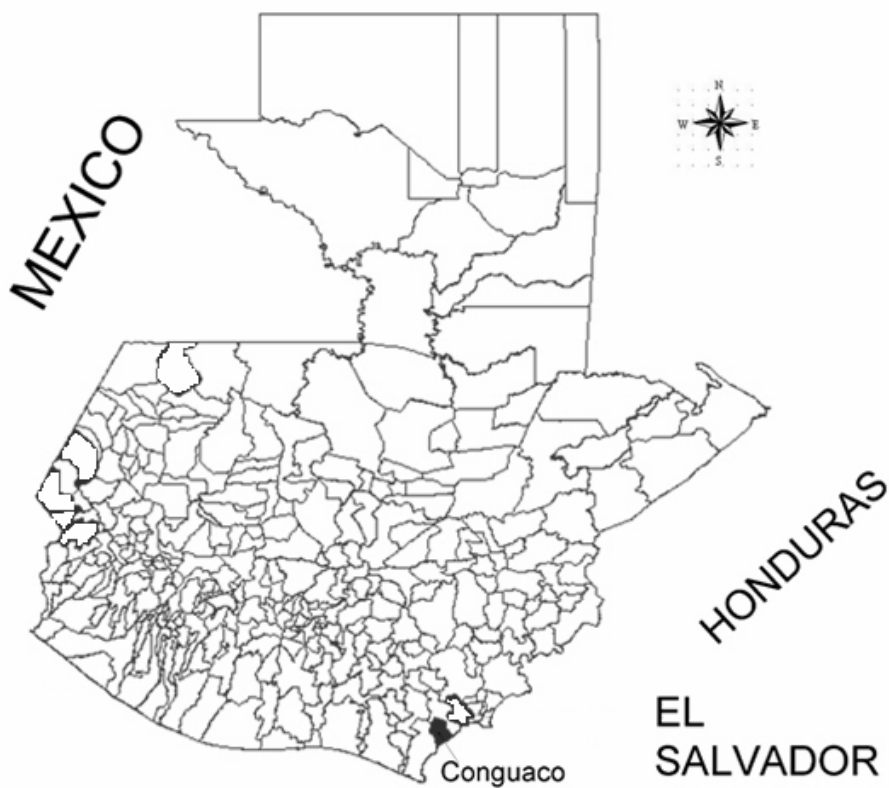 MEXICO
N
W E
S
HONDURAS
EL
SALVADOR
Conguaco